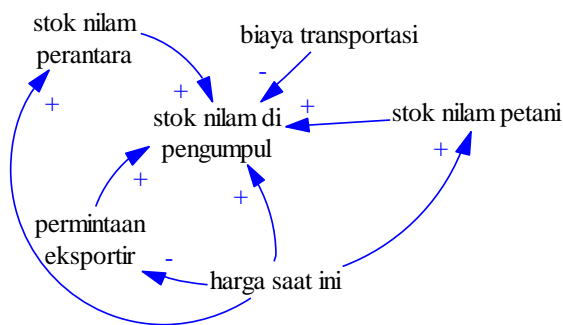 stok nilam
perantara
biaya transportasi
+
-
+
stok nilam di
pengumpul
stok nilam petani
+
+
+
+
permintaan
eksportir
-
harga saat ini